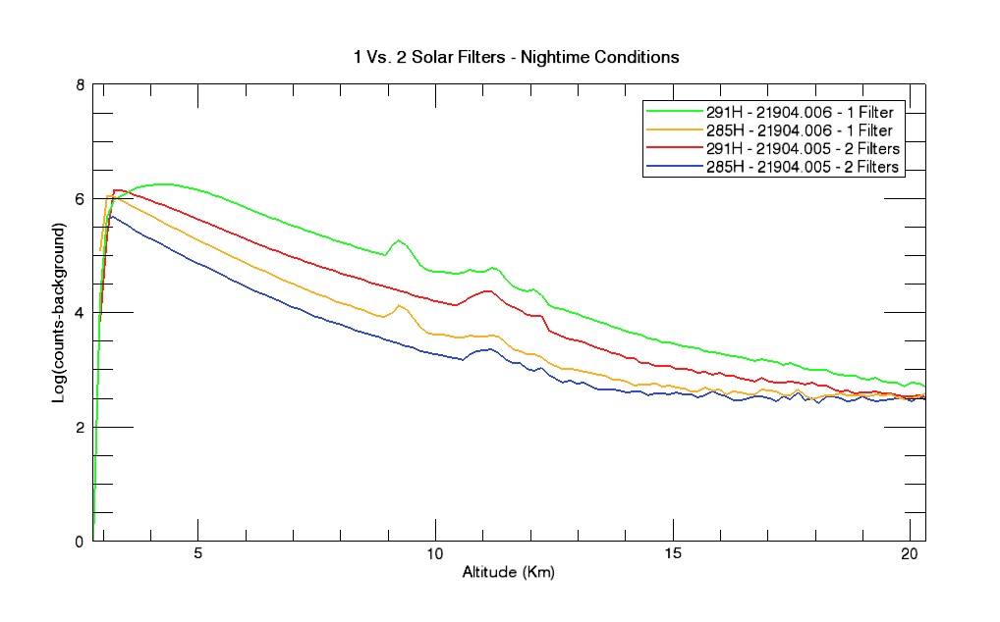 1 Vs. 2 Solar Filters - Nightime Conditions
8
291H - 21904.006 - 1 Filter
285H - 21904.006 - 1 Filter
291H - 21904.005 - 2 Filters
285H - 21904.005 - 2 Filters
6
Log(counts-background)
4
2
0
5 10 15 20
Altitude (Km)